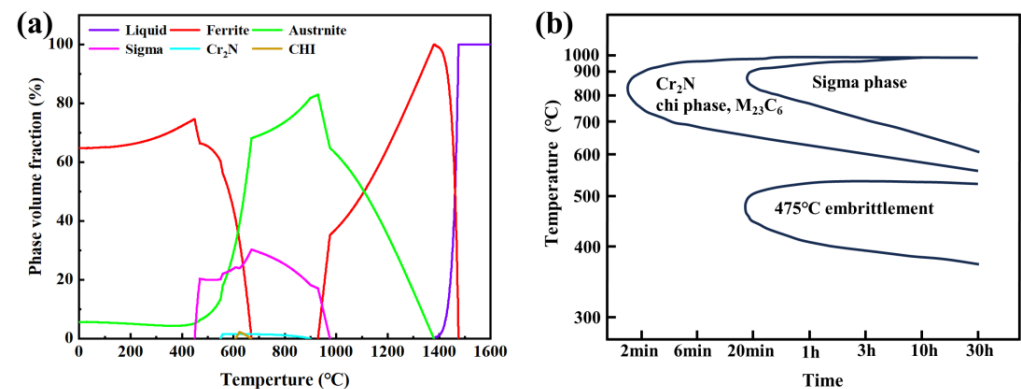 (a)
Liquid Ferrite Austrnite
Sigma Cr₂N CHI
Phase volume fraction (%)
100
80
60
40
20
0
0 200 400 600 800 1000 1200 1400 1600
Temperture (°C)
(b)
Temperature (°C)
1000
900
800
700
600
500
400
300
Cr₂N
chi phase, M₂₃C₆
Sigma phase
475°C embrittlement
2min 6min 20min 1h 3h 10h 30h
Time